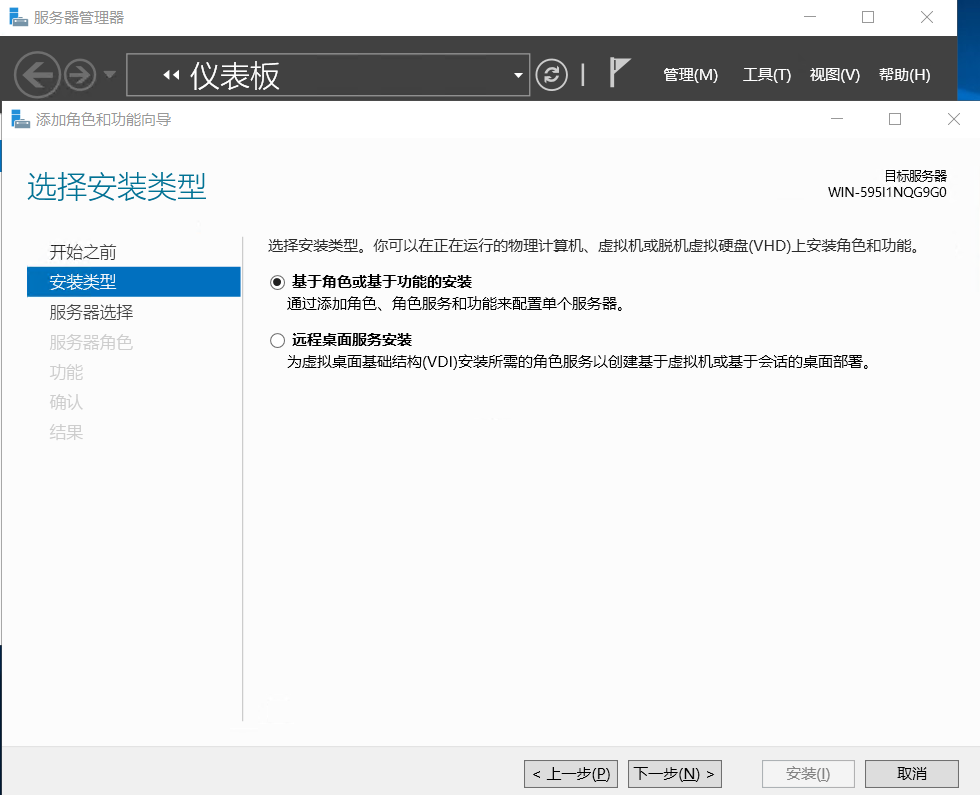 服务器管理器
仪表板
管理(M) 工具(T) 视图(V) 帮助(H)
添加角色和功能向导
选择安装类型
目标服务器
WIN-595I1NQG9G0
开始之前
安装类型
服务器选择
服务器角色
功能
确认
结果
选择安装类型。你可以在正在运行的物理计算机、虚拟机或脱机虚拟硬盘(VHD)上安装角色和功能。
基于角色或基于功能的安装
通过添加角色、角色服务和功能来配置单个服务器。
远程桌面服务安装
为虚拟桌面基础结构(VDI)安装所需的角色服务以创建基于虚拟机或基于会话的桌面部署。
< 上一步(P) 下一步(N) > 安装(I) 取消